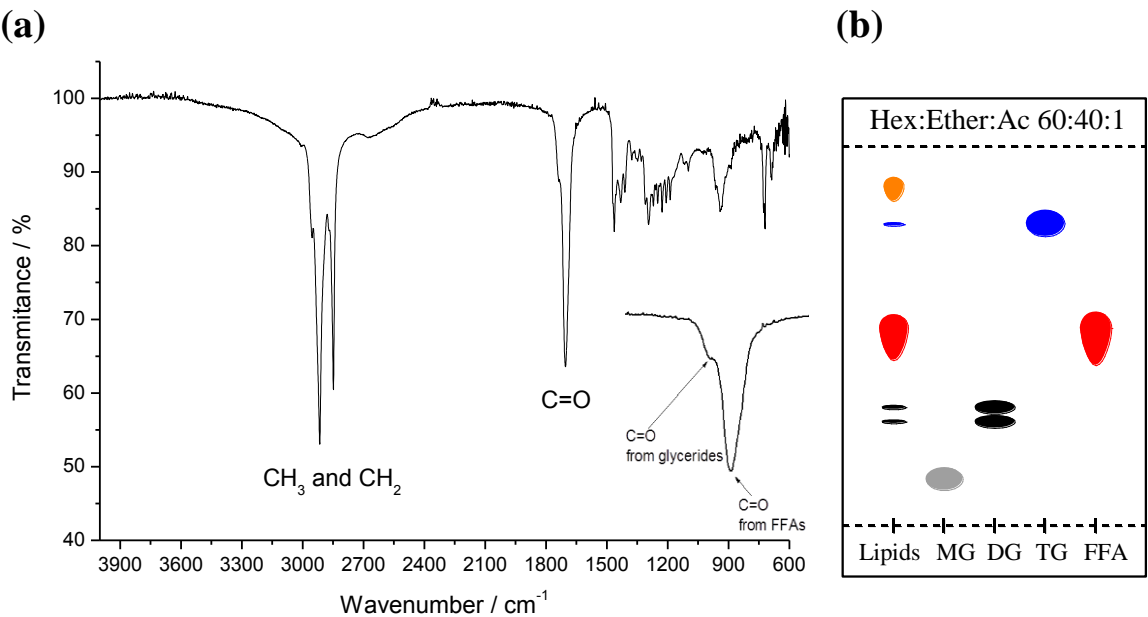 (a)
(b)
100
90
80
70
60
50
40
Transmitance / %
C=O
CH₃ and CH₂
C=O
from glycerides
C=O
from FFAs
3900 3600 3300 3000 2700 2400 2100 1800 1500 1200 900 600
Wavenumber / cm⁻¹
Hex:Ether:Ac 60:40:1
Lipids MG DG TG FFA